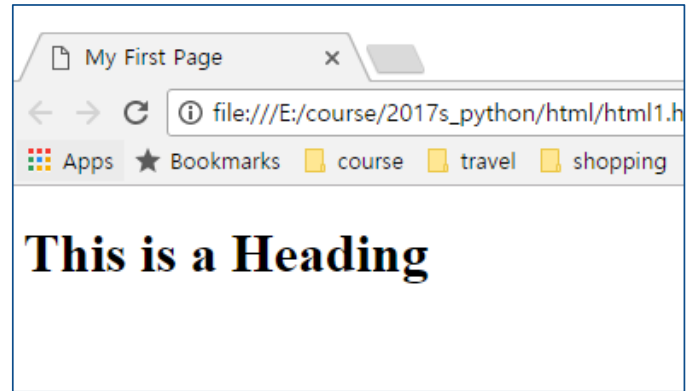 My First Page
file:///E:/course/2017s_python/html/html1.h
Apps Bookmarks course travel shopping
This is a Heading